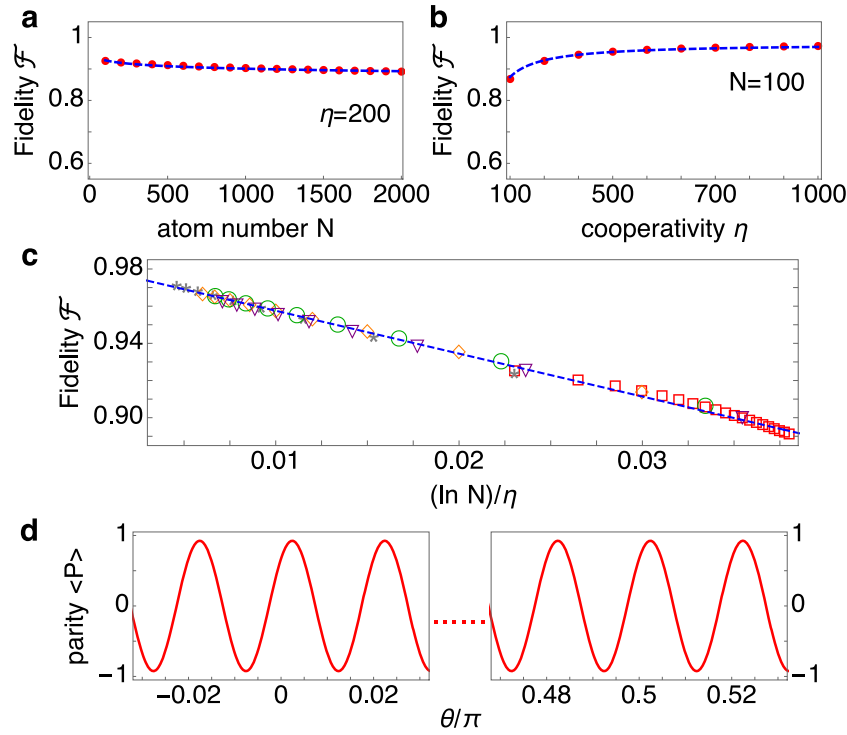 a
1
0.8
0.6
Fidelity ℱ
η=200
0 500 1000 1500 2000
atom number N
b
1
0.8
0.6
Fidelity ℱ
N=100
100 500 700 1000
cooperativity η
c
0.98
0.94
0.90
Fidelity ℱ
0.01 0.02 0.03
(ln N)/η
d
1
0
−1
parity <P>
−0.02 0 0.02
0.48 0.5 0.52
1
0
−1
θ/π